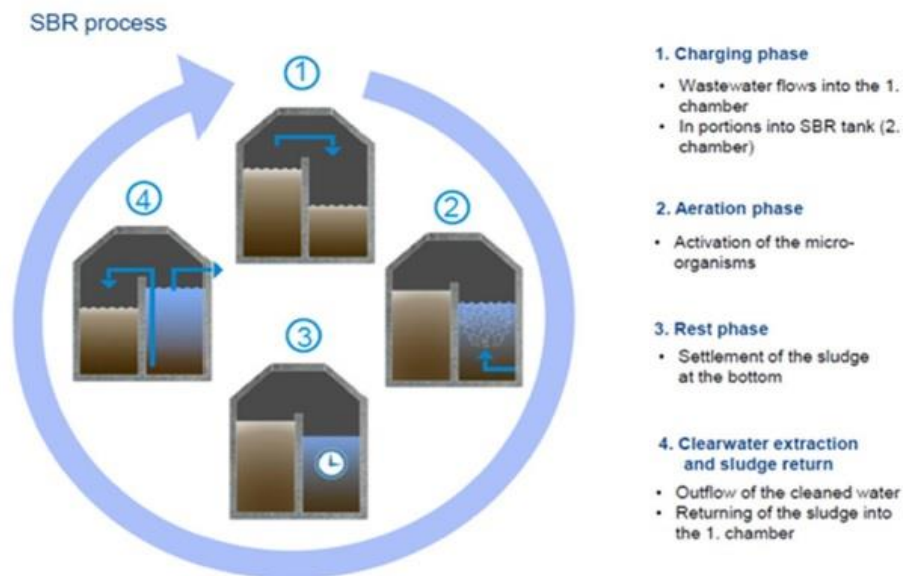 SBR process
1
2
3
4
1. Charging phase
• Wastewater flows into the 1.
chamber
• In portions into SBR tank (2.
chamber)
2. Aeration phase
• Activation of the micro-
organisms
3. Rest phase
• Settlement of the sludge
at the bottom
4. Clearwater extraction
and sludge return
• Outflow of the cleaned water
• Returning of the sludge into
the 1. chamber